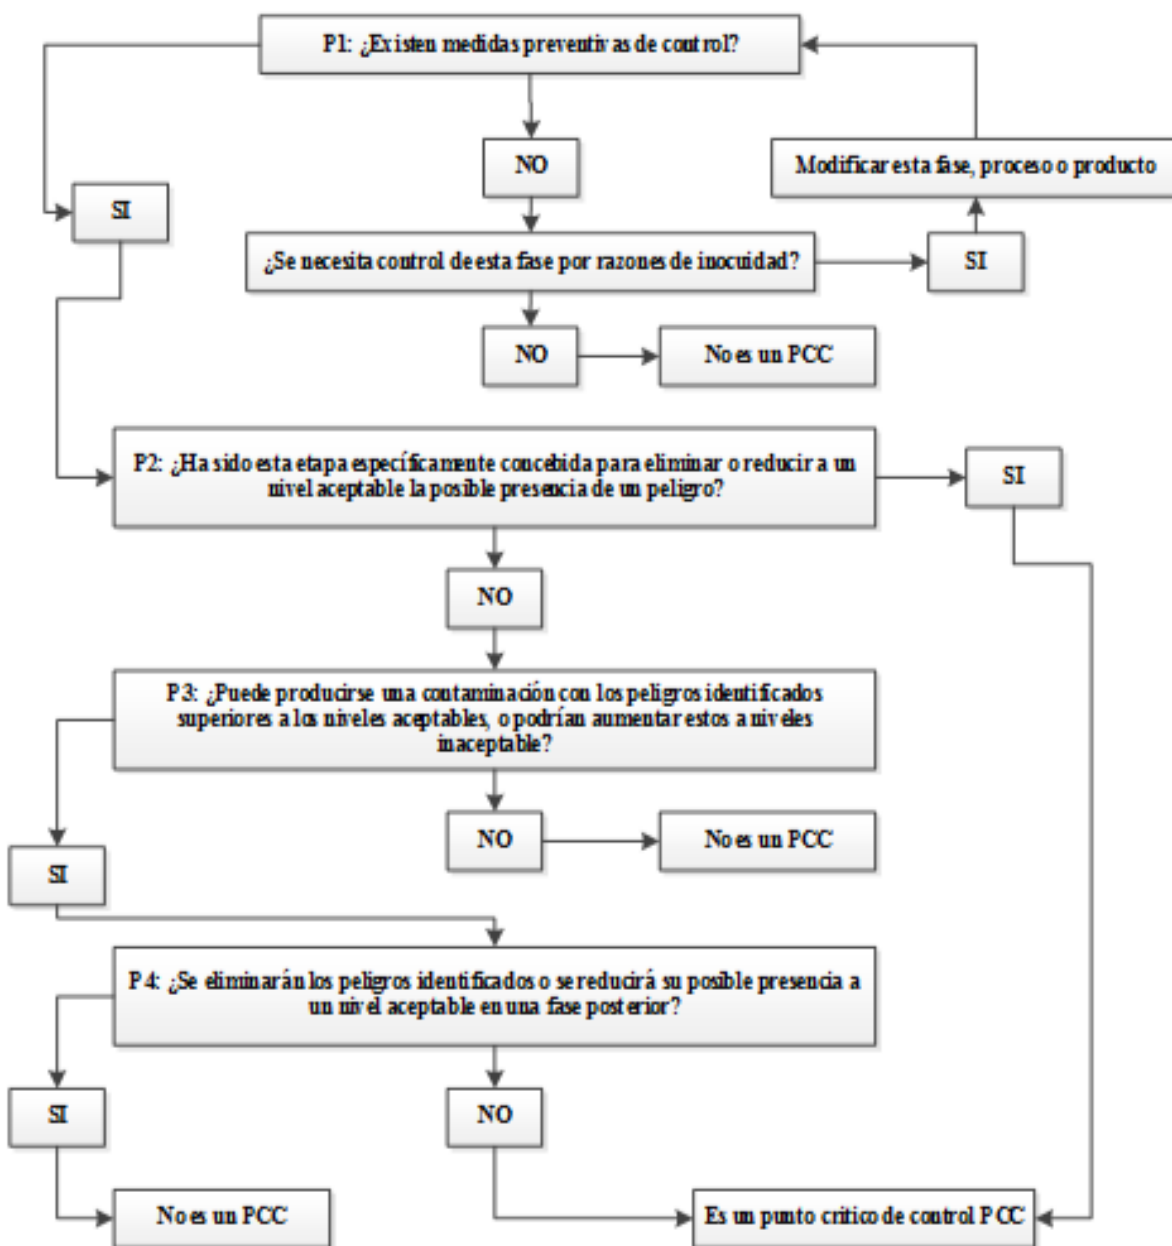 P1: ¿Existen medidas preventivas de control?
NO
Modificar esta fase, proceso o producto
SI
¿Se necesita control de esta fase por razones de inocuidad?
SI
NO
No es un PCC
P2: ¿Ha sido esta etapa específicamente concebida para eliminar o reducir a un
nivel aceptable la posible presencia de un peligro?
SI
NO
P3: ¿Puede producirse una contaminación con los peligros identificados
superiores a los niveles aceptables, o podrían aumentar estos a niveles
inaceptable?
NO
No es un PCC
SI
P4: ¿Se eliminarán los peligros identificados o se reducirá su posible presencia a
un nivel aceptable en una fase posterior?
SI
NO
No es un PCC
Es un punto critico de control PCC